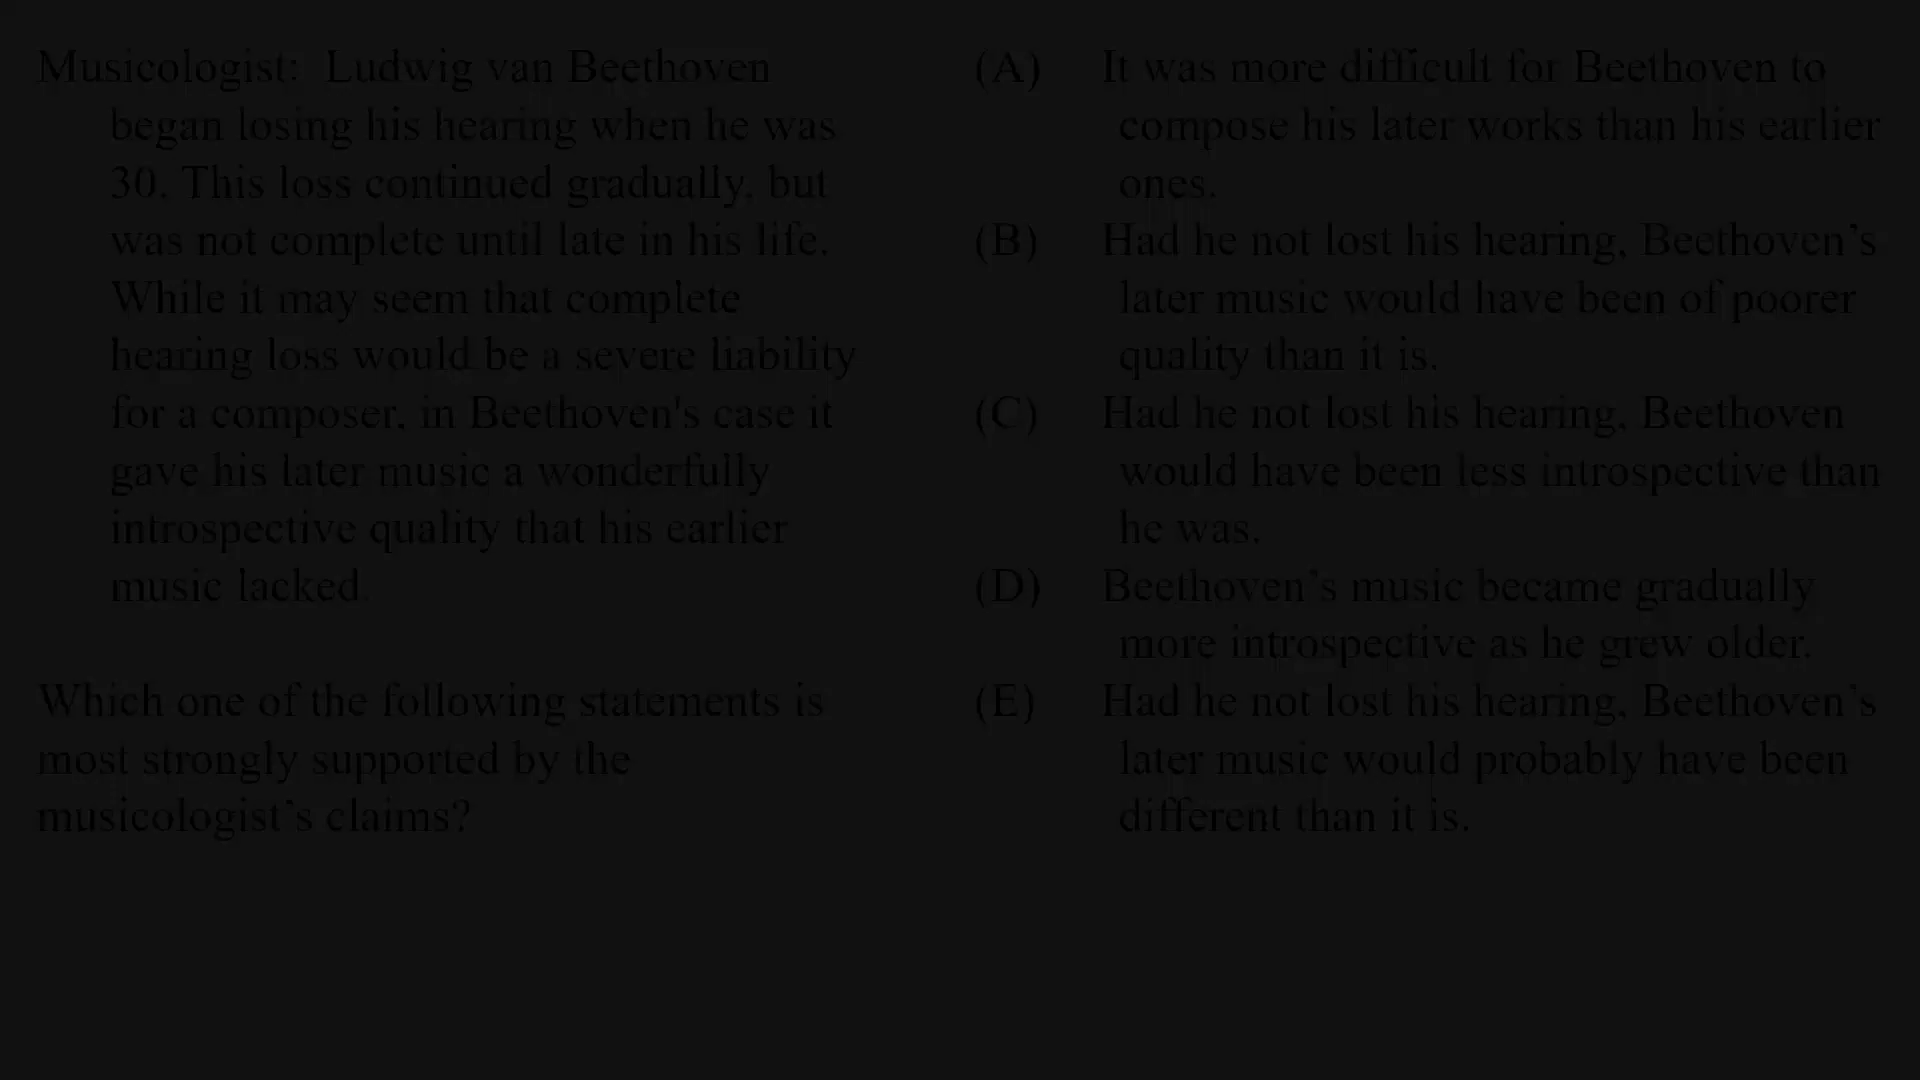 Musicologist: Ludwig van Beethoven
began losing his hearing when he was
30. This loss continued gradually, but
was not complete until late in his life.
While it may seem that complete
hearing loss would be a severe liability
for a composer, in Beethoven's case it
gave his later music a wonderfully
introspective quality that his earlier
music lacked.
Which one of the following statements is
most strongly supported by the
musicologist’s claims?
(A) It was more difficult for Beethoven to
compose his later works than his earlier
ones.
(B) Had he not lost his hearing, Beethoven’s
later music would have been of poorer
quality than it is.
(C) Had he not lost his hearing, Beethoven
would have been less introspective than
he was.
(D) Beethoven’s music became gradually
more introspective as he grew older.
(E) Had he not lost his hearing, Beethoven’s
later music would probably have been
different than it is.